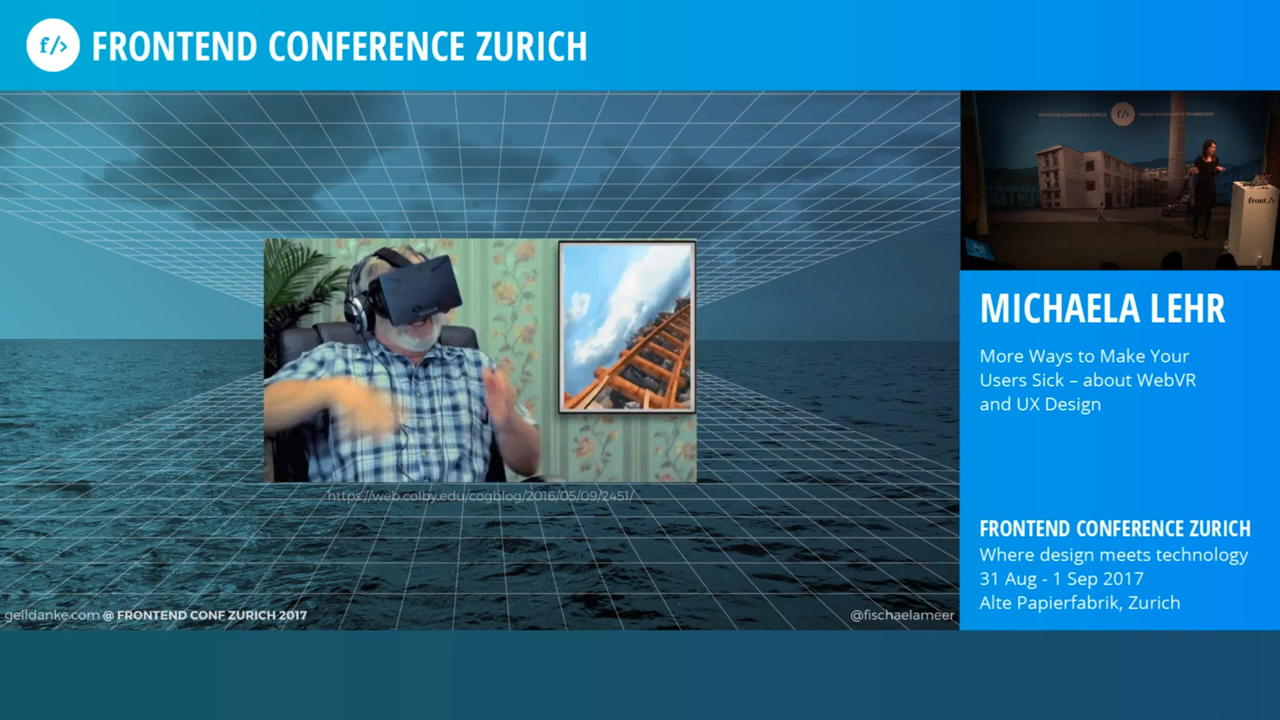 f/> FRONTEND CONFERENCE ZURICH
f/>
front />
https://web.colby.edu/cogblog/2016/05/09/2451/
geildanke.com @ FRONTEND CONF ZURICH 2017
@fischaelameer
MICHAELA LEHR
More Ways to Make Your
Users Sick – about WebVR
and UX Design
FRONTEND CONFERENCE ZURICH
Where design meets technology
31 Aug - 1 Sep 2017
Alte Papierfabrik, Zurich